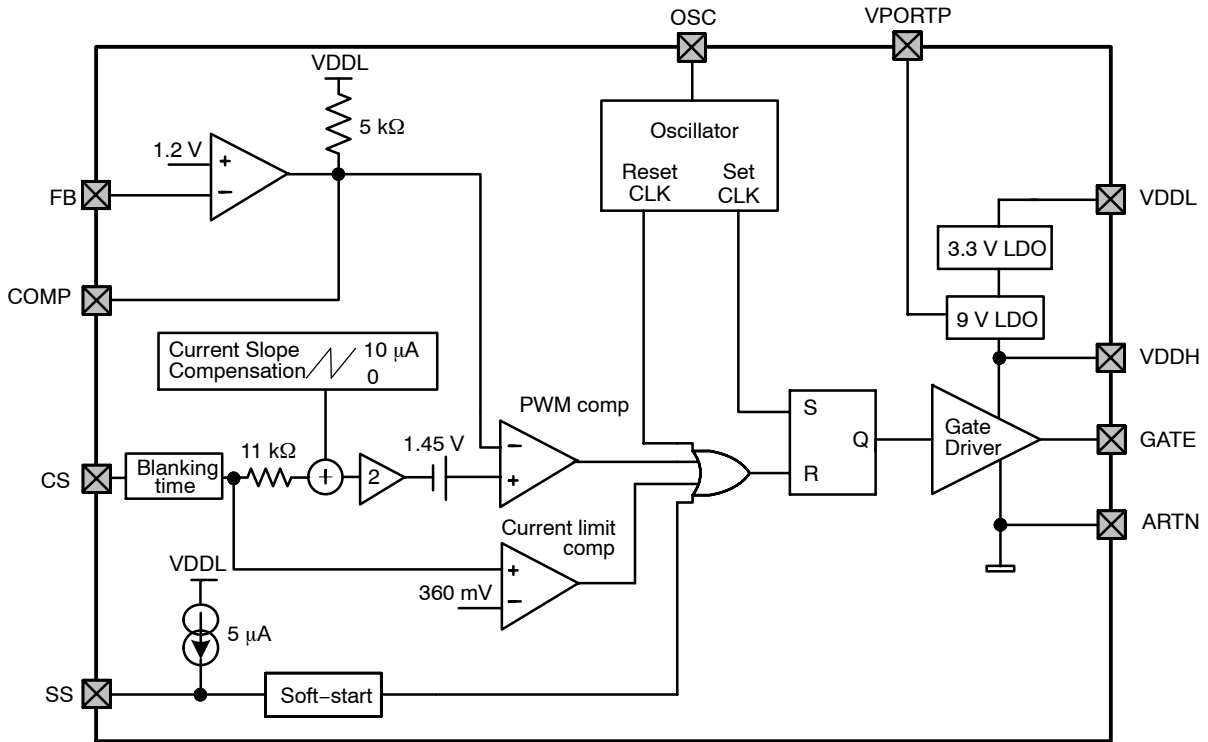 OSC
VPORTP
VDDL
5 kΩ
Oscillator
Reset
CLK
Set
CLK
1.2 V
+
−
FB
VDDL
3.3 V LDO
COMP
9 V LDO
Current Slope
Compensation
10 μA
0
VDDH
PWM comp
S
Q
R
Gate
Driver
GATE
11 kΩ
1.45 V
−
+
CS
Blanking
time
+
2
Current limit
comp
ARTN
VDDL
+
−
360 mV
5 μA
SS
Soft−start